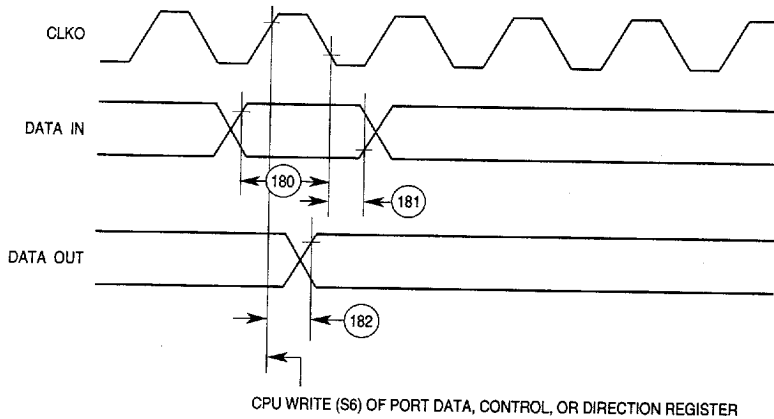 CLKO
DATA IN
180
181
DATA OUT
182
CPU WRITE (S6) OF PORT DATA, CONTROL, OR DIRECTION REGISTER